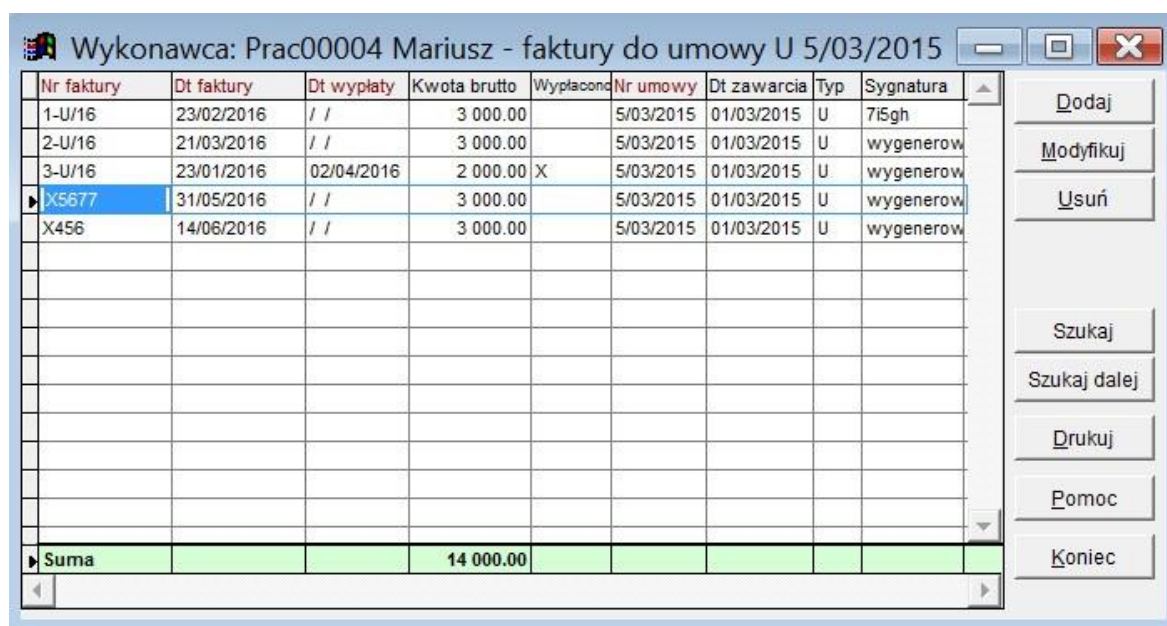 Wykonawca: Prac00004 Mariusz - faktury do umowy U 5/03/2015
Nr faktury Dt faktury Dt wypłaty Kwota brutto Wypłacono Nr umowy Dt zawarcia Typ Sygnatura
1-U/16 23/02/2016 / / 3 000.00 5/03/2015 01/03/2015 U 7i5gh
2-U/16 21/03/2016 / / 3 000.00 5/03/2015 01/03/2015 U wygenerow
3-U/16 23/01/2016 02/04/2016 2 000.00 X 5/03/2015 01/03/2015 U wygenerow
X5677 31/05/2016 / / 3 000.00 5/03/2015 01/03/2015 U wygenerow
X456 14/06/2016 / / 3 000.00 5/03/2015 01/03/2015 U wygenerow
Suma 14 000.00
Dodaj
Modyfikuj
Usuń
Szukaj
Szukaj dalej
Drukuj
Pomoc
Koniec